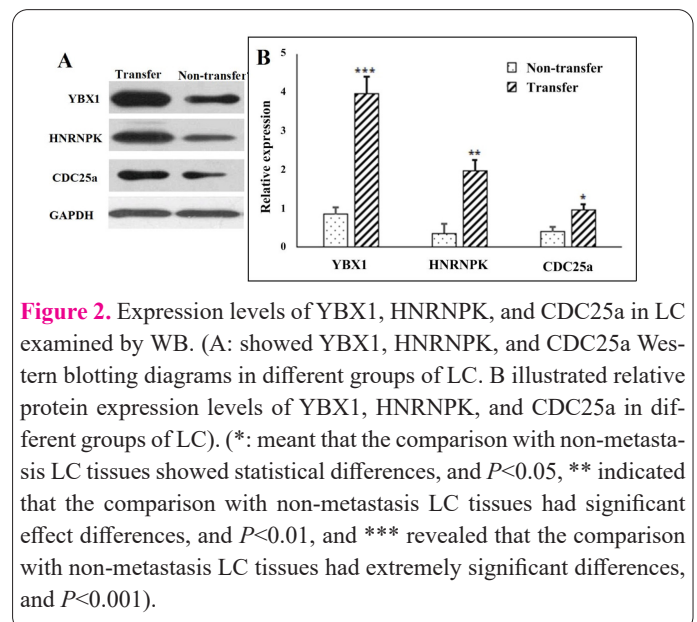 A
Transfer Non-transfer
YBX1
HNRNPK
CDC25a
GAPDH
B
Relative expression
5
4
3
2
1
0
***
**
*
Non-transfer
Transfer
YBX1 HNRNPK CDC25a
Figure 2. Expression levels of YBX1, HNRNPK, and CDC25a in LC
examined by WB. (A: showed YBX1, HNRNPK, and CDC25a Wes-
tern blotting diagrams in different groups of LC. B illustrated relative
protein expression levels of YBX1, HNRNPK, and CDC25a in dif-
ferent groups of LC). (*: meant that the comparison with non-metasta-
sis LC tissues showed statistical differences, and P<0.05, ** indicated
that the comparison with non-metastasis LC tissues had significant
effect differences, and P<0.01, and *** revealed that the comparison
with non-metastasis LC tissues had extremely significant differences,
and P<0.001).